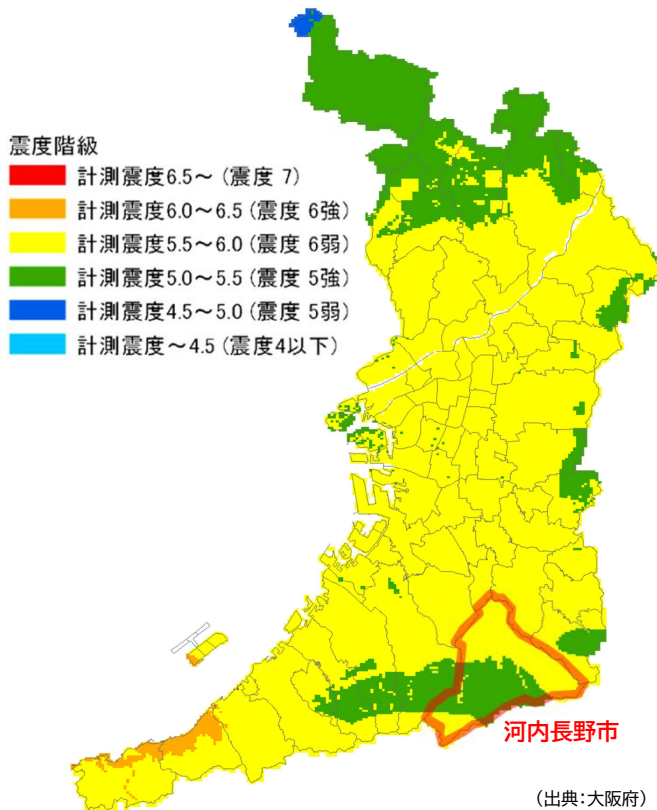 震度階級
計測震度6.5～ (震度 7)
計測震度6.0～6.5 (震度 6強)
計測震度5.5～6.0 (震度 6弱)
計測震度5.0～5.5 (震度 5強)
計測震度4.5～5.0 (震度 5弱)
計測震度～4.5 (震度4以下)
河内長野市
(出典:大阪府)